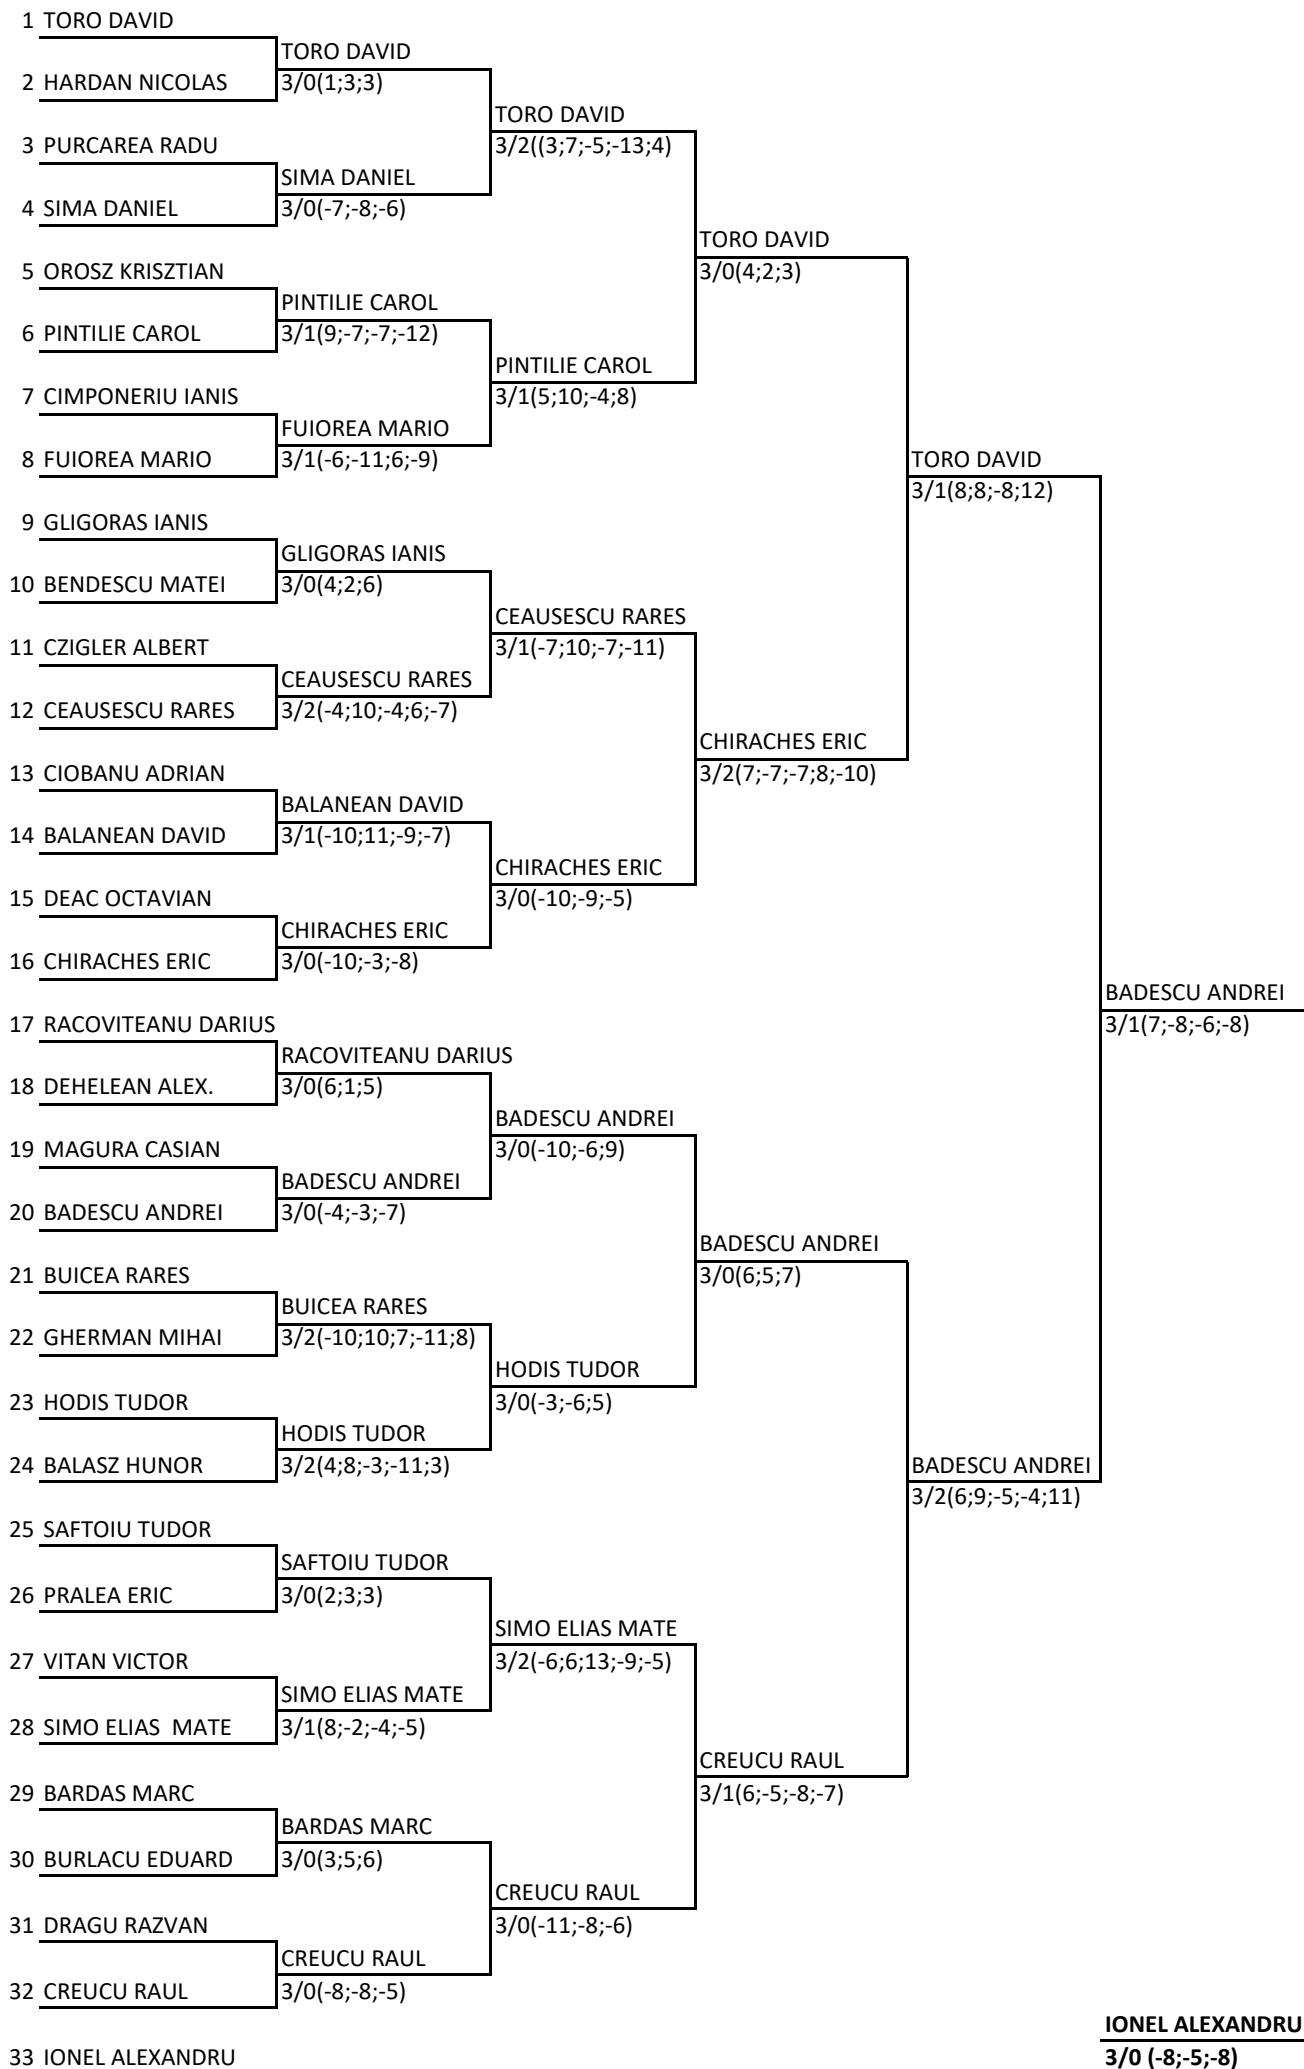 1 TORO DAVID
TORO DAVID
2 HARDAN NICOLAS
3/0(1;3;3)
TORO DAVID
3 PURCAREA RADU
3/2((3;7;-5;-13;4)
SIMA DANIEL
4 SIMA DANIEL
3/0(-7;-8;-6)
TORO DAVID
5 OROSZ KRISZTIAN
3/0(4;2;3)
PINTILIE CAROL
6 PINTILIE CAROL
3/1(9;-7;-7;-12)
PINTILIE CAROL
7 CIMPONERIU IANIS
3/1(5;10;-4;8)
FUIOREA MARIO
8 FUIOREA MARIO
3/1(-6;-11;6;-9)
TORO DAVID
3/1(8;8;-8;12)
9 GLIGORAS IANIS
GLIGORAS IANIS
10 BENDESCU MATEI
3/0(4;2;6)
CEAUSESCU RARES
11 CZIGLER ALBERT
3/1(-7;10;-7;-11)
CEAUSESCU RARES
12 CEAUSESCU RARES
3/2(-4;10;-4;6;-7)
CHIRACHES ERIC
13 CIOBANU ADRIAN
3/2(7;-7;-7;8;-10)
BALANEAN DAVID
14 BALANEAN DAVID
3/1(-10;11;-9;-7)
CHIRACHES ERIC
15 DEAC OCTAVIAN
3/0(-10;-9;-5)
CHIRACHES ERIC
16 CHIRACHES ERIC
3/0(-10;-3;-8)
BADESCU ANDREI
17 RACOVITEANU DARIUS
3/1(7;-8;-6;-8)
RACOVITEANU DARIUS
18 DEHELEAN ALEX.
3/0(6;1;5)
BADESCU ANDREI
19 MAGURA CASIAN
3/0(-10;-6;9)
BADESCU ANDREI
20 BADESCU ANDREI
3/0(-4;-3;-7)
BADESCU ANDREI
21 BUICEA RARES
3/0(6;5;7)
BUICEA RARES
22 GHERMAN MIHAI
3/2(-10;10;7;-11;8)
HODIS TUDOR
23 HODIS TUDOR
3/0(-3;-6;5)
HODIS TUDOR
24 BALASZ HUNOR
3/2(4;8;-3;-11;3)
BADESCU ANDREI
3/2(6;9;-5;-4;11)
25 SAFTOIU TUDOR
SAFTOIU TUDOR
26 PRALEA ERIC
3/0(2;3;3)
SIMO ELIAS MATE
27 VITAN VICTOR
3/2(-6;6;13;-9;-5)
SIMO ELIAS MATE
28 SIMO ELIAS  MATE
3/1(8;-2;-4;-5)
CREUCU RAUL
29 BARDAS MARC
3/1(6;-5;-8;-7)
BARDAS MARC
30 BURLACU EDUARD
3/0(3;5;6)
CREUCU RAUL
31 DRAGU RAZVAN
3/0(-11;-8;-6)
CREUCU RAUL
32 CREUCU RAUL
3/0(-8;-8;-5)
IONEL ALEXANDRU
33 IONEL ALEXANDRU
3/0 (-8;-5;-8)